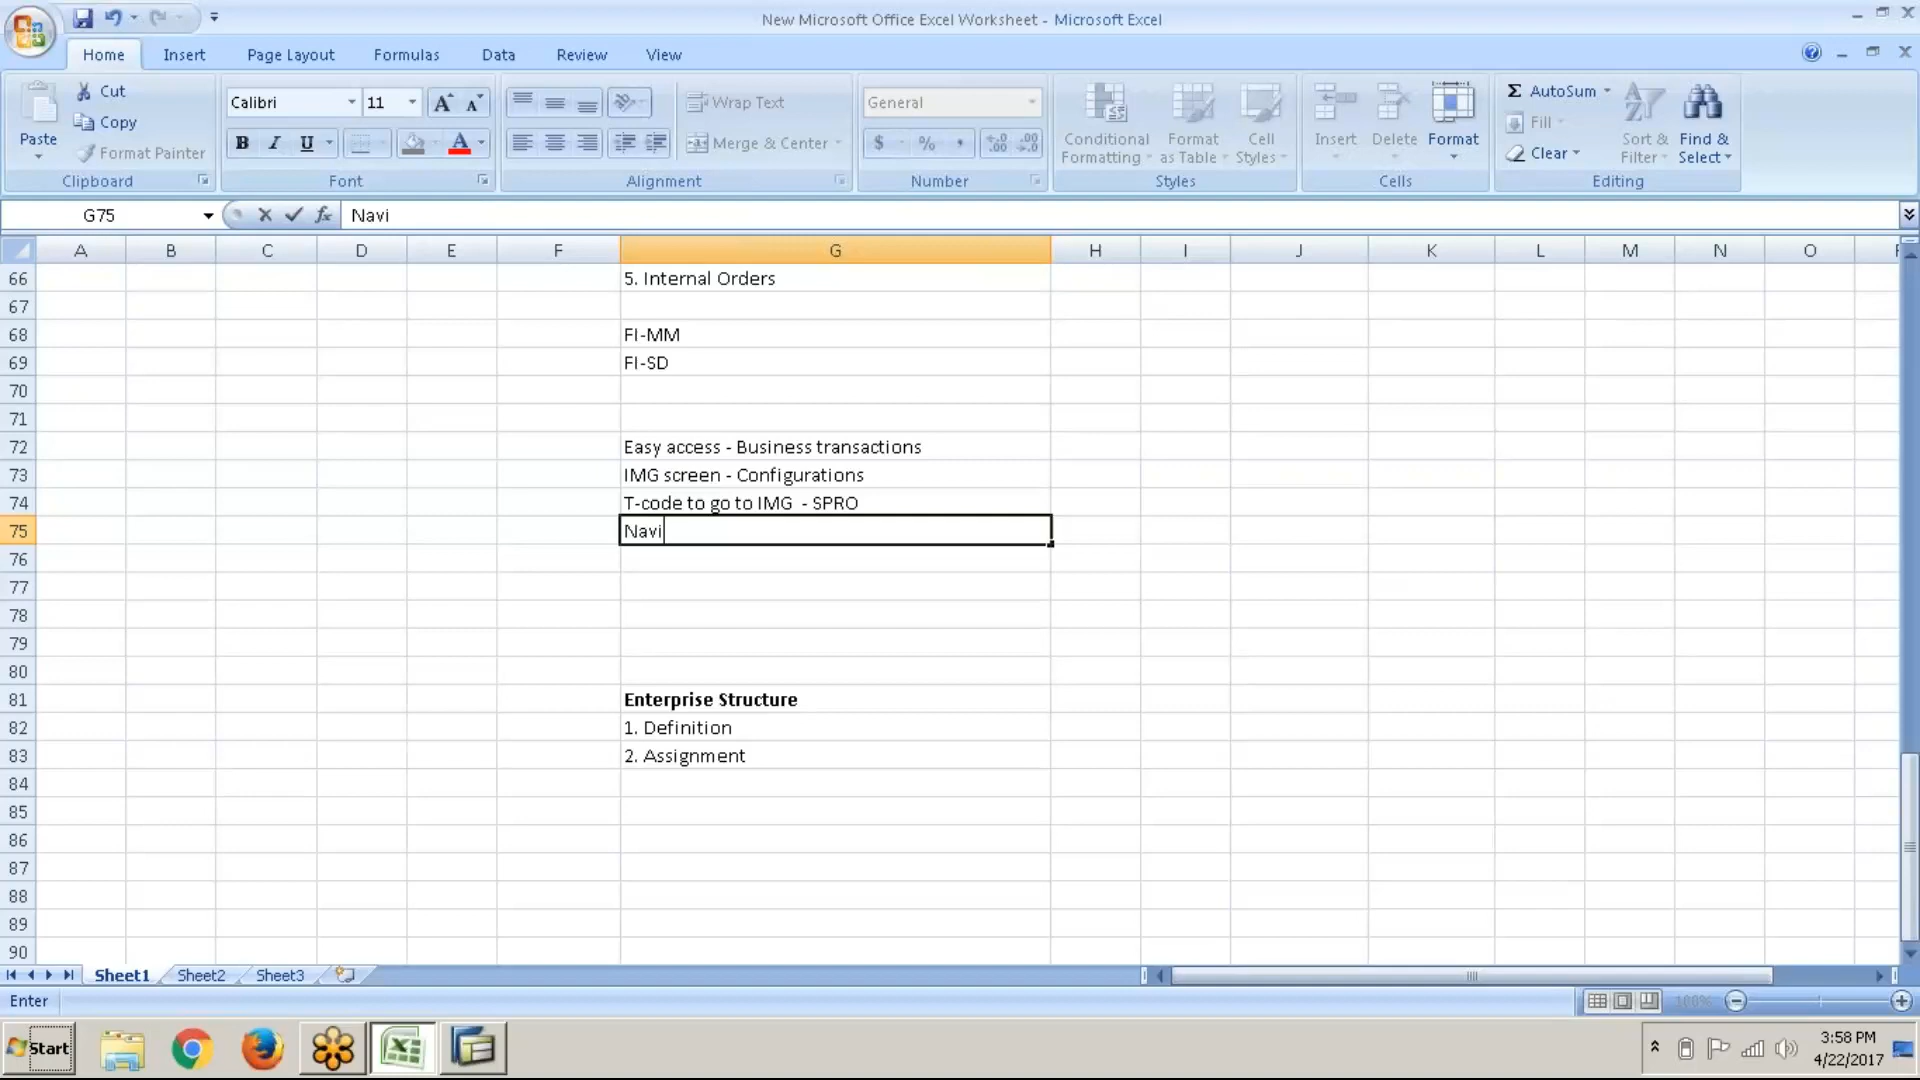 New Microsoft Office Excel Worksheet - Microsoft Excel
Home Insert Page Layout Formulas Data Review View
Paste Cut Copy Format Painter Clipboard
Calibri 11 A A B I U A Font
Wrap Text Merge & Center Alignment
General $ % , Number
Conditional Formatting Format as Table Cell Styles Styles
Insert Delete Format Cells
Σ AutoSum Fill Clear Sort & Filter Find & Select Editing
G75 fx Navi
A B C D E F G H I J K L M N O
66 5. Internal Orders
67
68 FI-MM
69 FI-SD
70
71
72 Easy access - Business transactions
73 IMG screen - Configurations
74 T-code to go to IMG - SPRO
75 Navi
76
77
78
79
80
81 Enterprise Structure
82 1. Definition
83 2. Assignment
84
85
86
87
88
89
90
Sheet1 Sheet2 Sheet3
Enter 100%
Start 3:58 PM
4/22/2017